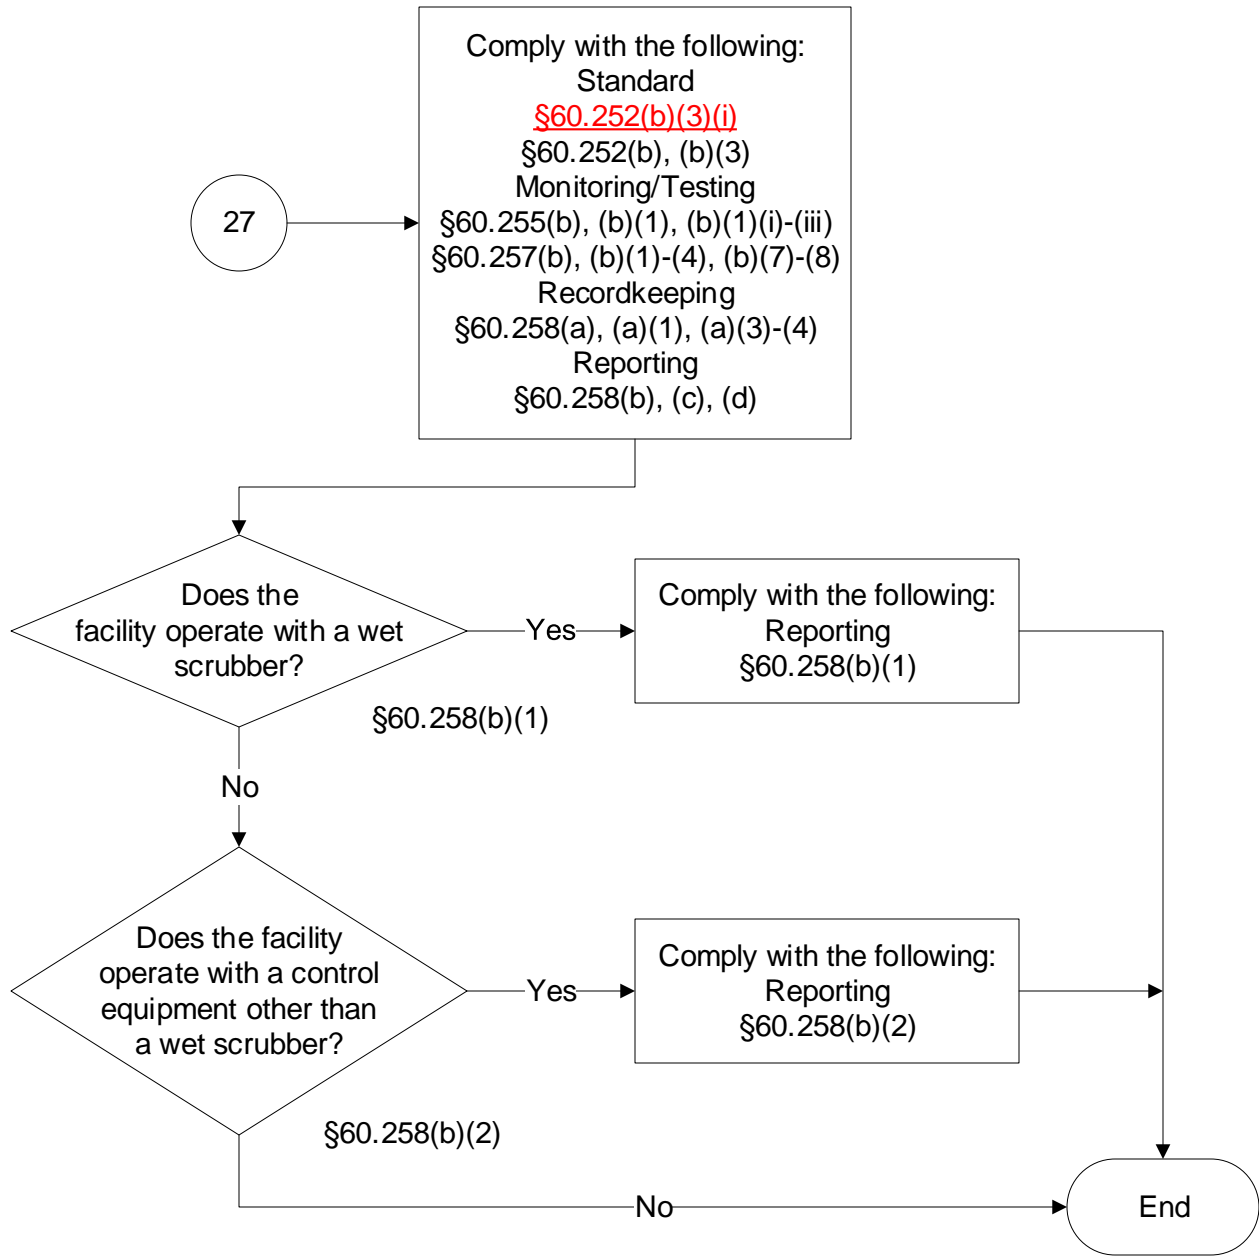 Comply with the following:
Standard
§60.252(b)(3)(i)
§60.252(b), (b)(3)
Monitoring/Testing
§60.255(b), (b)(1), (b)(1)(i)-(iii)
§60.257(b), (b)(1)-(4), (b)(7)-(8)
Recordkeeping
§60.258(a), (a)(1), (a)(3)-(4)
Reporting
§60.258(b), (c), (d)
27
Does the
facility operate with a wet
scrubber?
§60.258(b)(1)
Yes
Comply with the following:
Reporting
§60.258(b)(1)
No
Does the facility
operate with a control
equipment other than
a wet scrubber?
§60.258(b)(2)
Yes
Comply with the following:
Reporting
§60.258(b)(2)
No
End